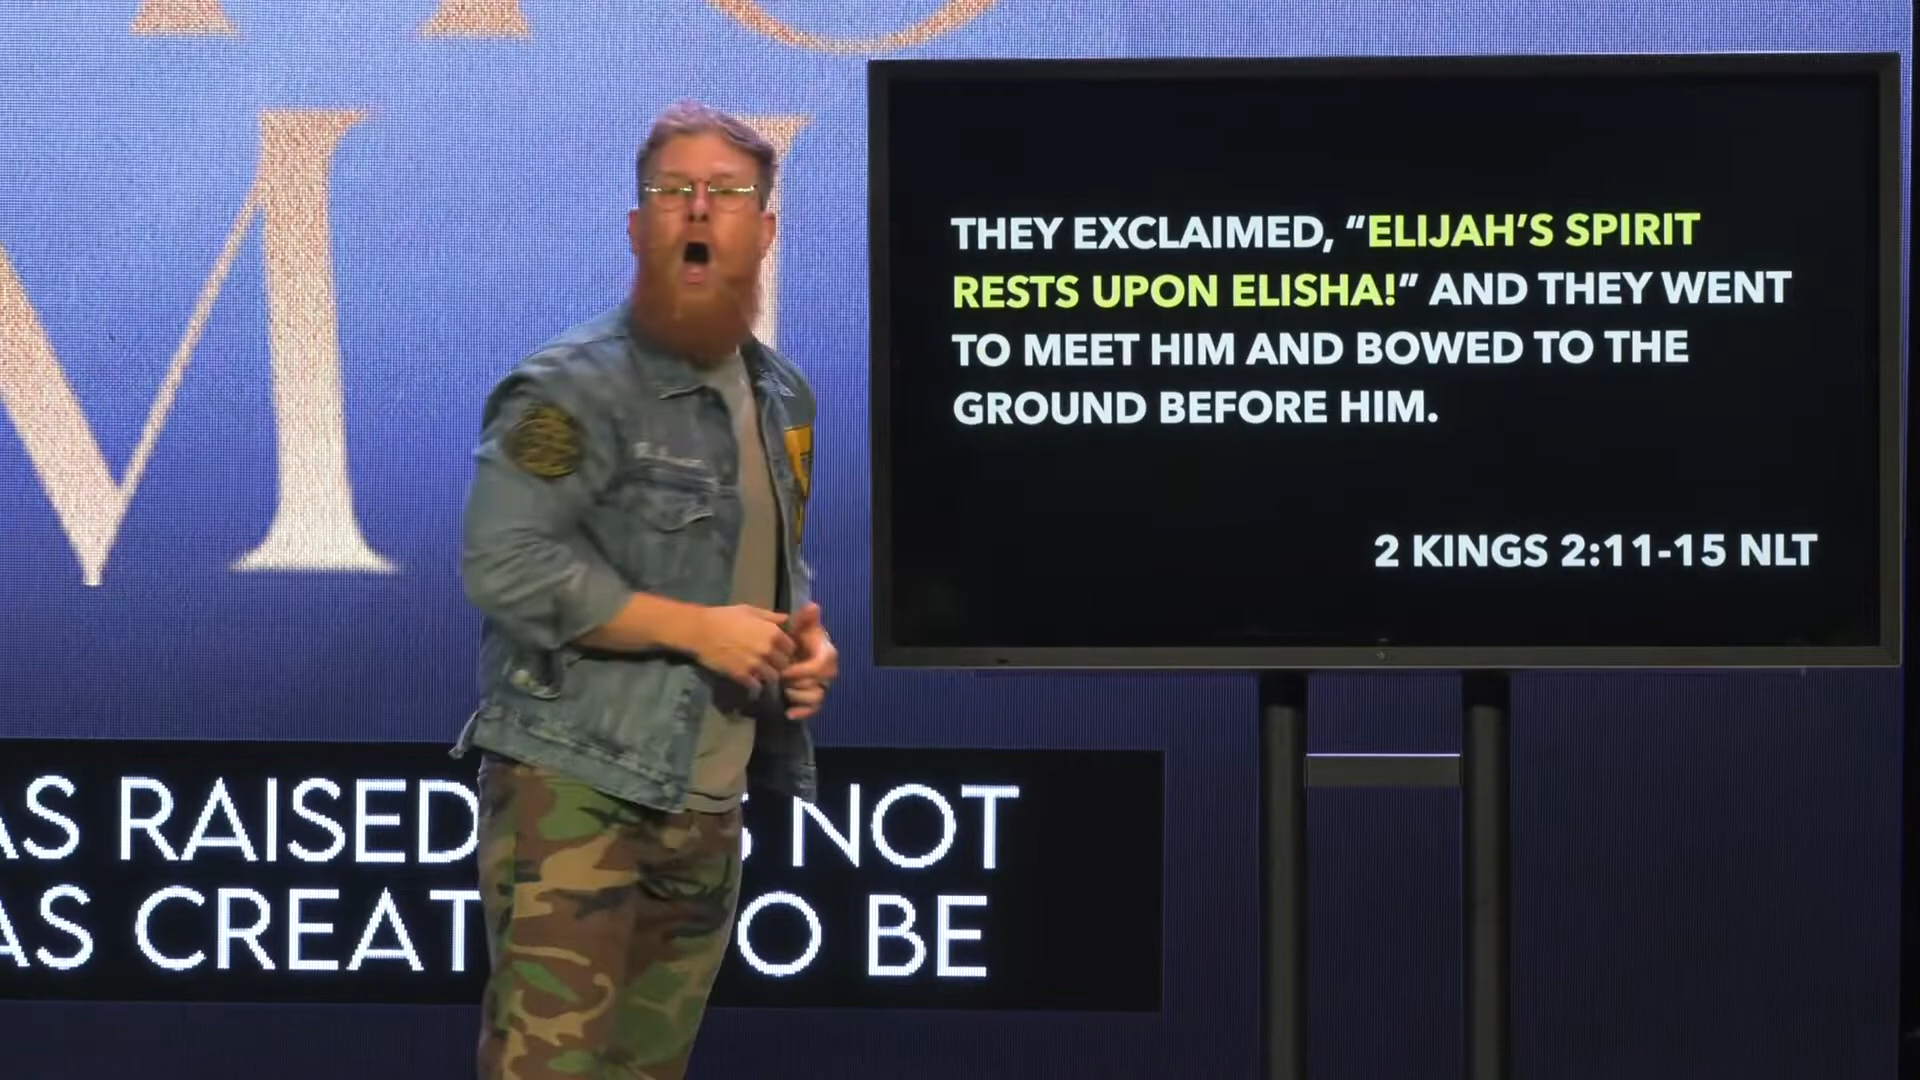 M
THEY EXCLAIMED, “ELIJAH’S SPIRIT
RESTS UPON ELISHA!” AND THEY WENT
TO MEET HIM AND BOWED TO THE
GROUND BEFORE HIM.
2 KINGS 2:11-15 NLT
AS RAISED NOT
AS CREAT O BE